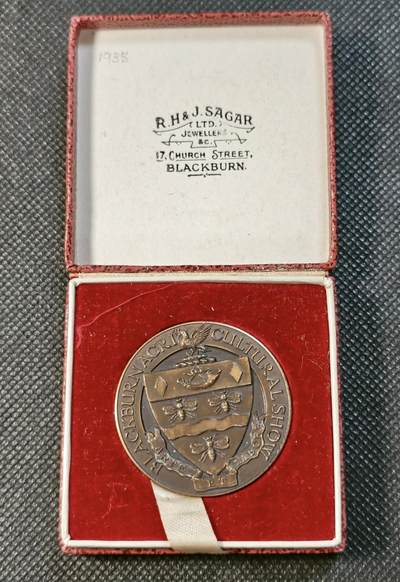 1935
R.H & J. SAGAR
(LTD.)
JEWELLERS
&C.
17, CHURCH STREET,
BLACKBURN.
BLACKBURN AGRICULTURAL SHOW